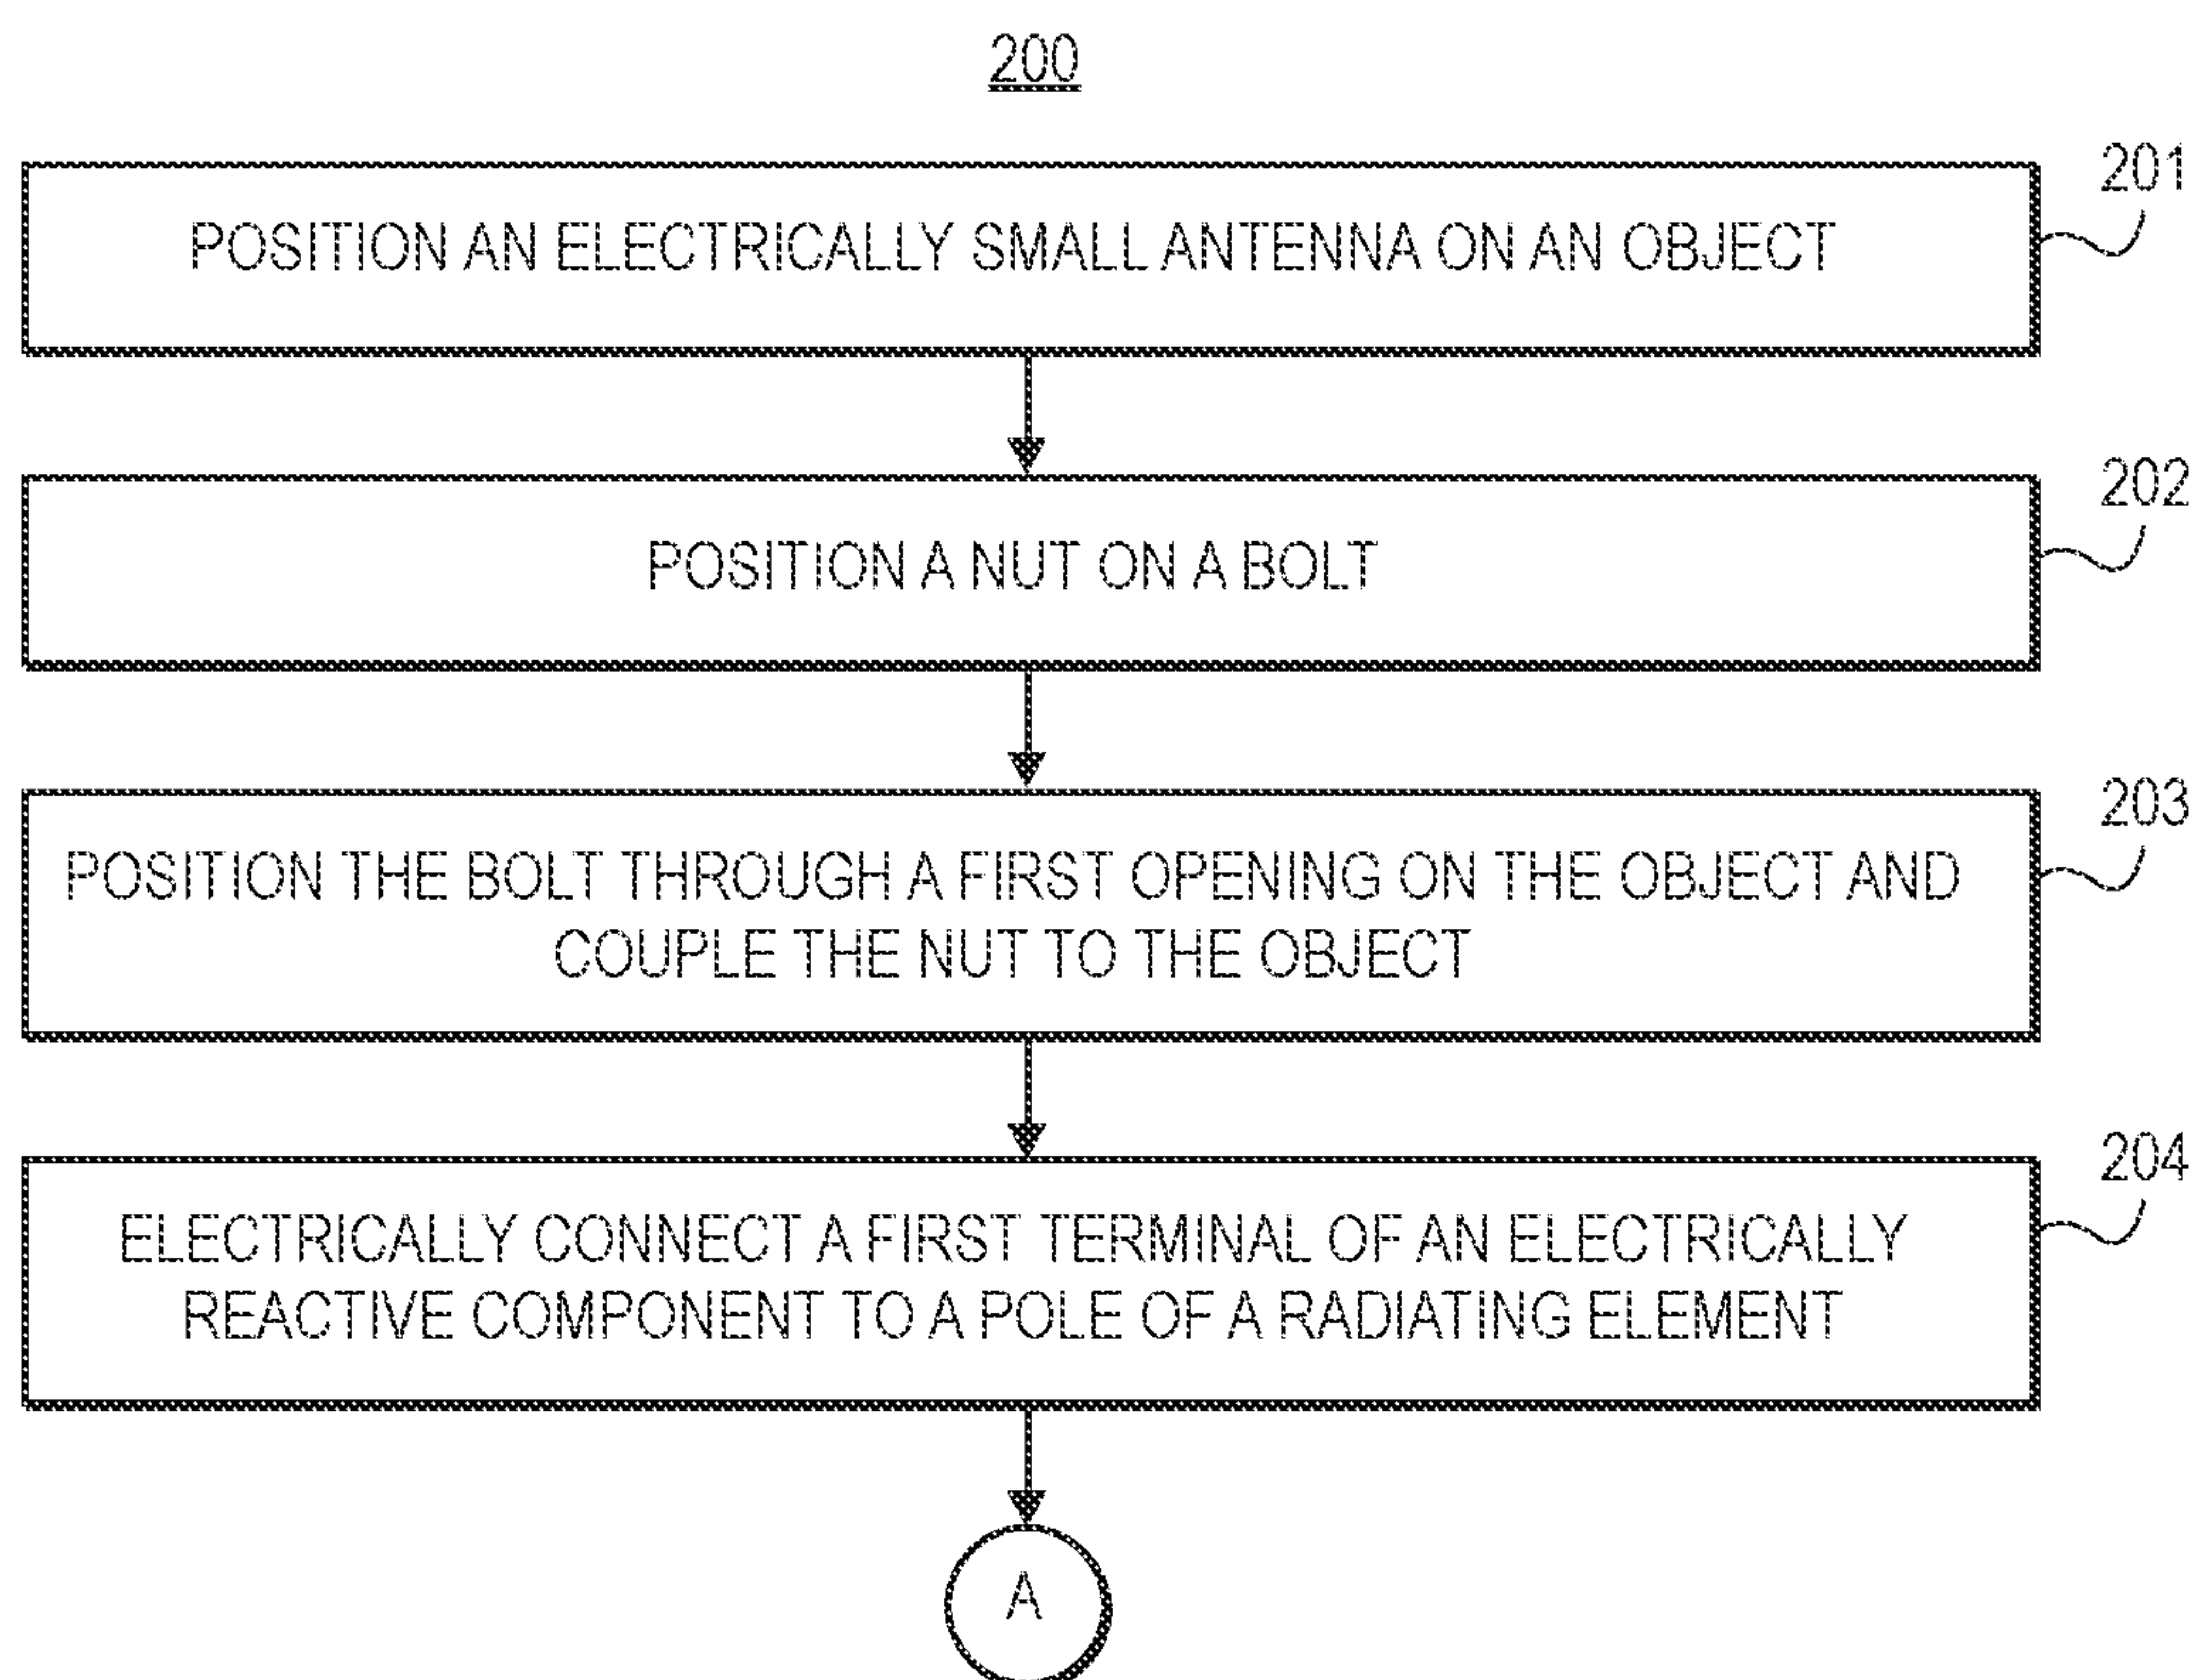 200
201
POSITION AN ELECTRICALLY SMALL ANTENNA ON AN OBJECT
202
POSITION A NUT ON A BOLT
203
POSITION THE BOLT THROUGH A FIRST OPENING ON THE OBJECT AND
COUPLE THE NUT TO THE OBJECT
204
ELECTRICALLY CONNECT A FIRST TERMINAL OF AN ELECTRICALLY
REACTIVE COMPONENT TO A POLE OF A RADIATING ELEMENT
A